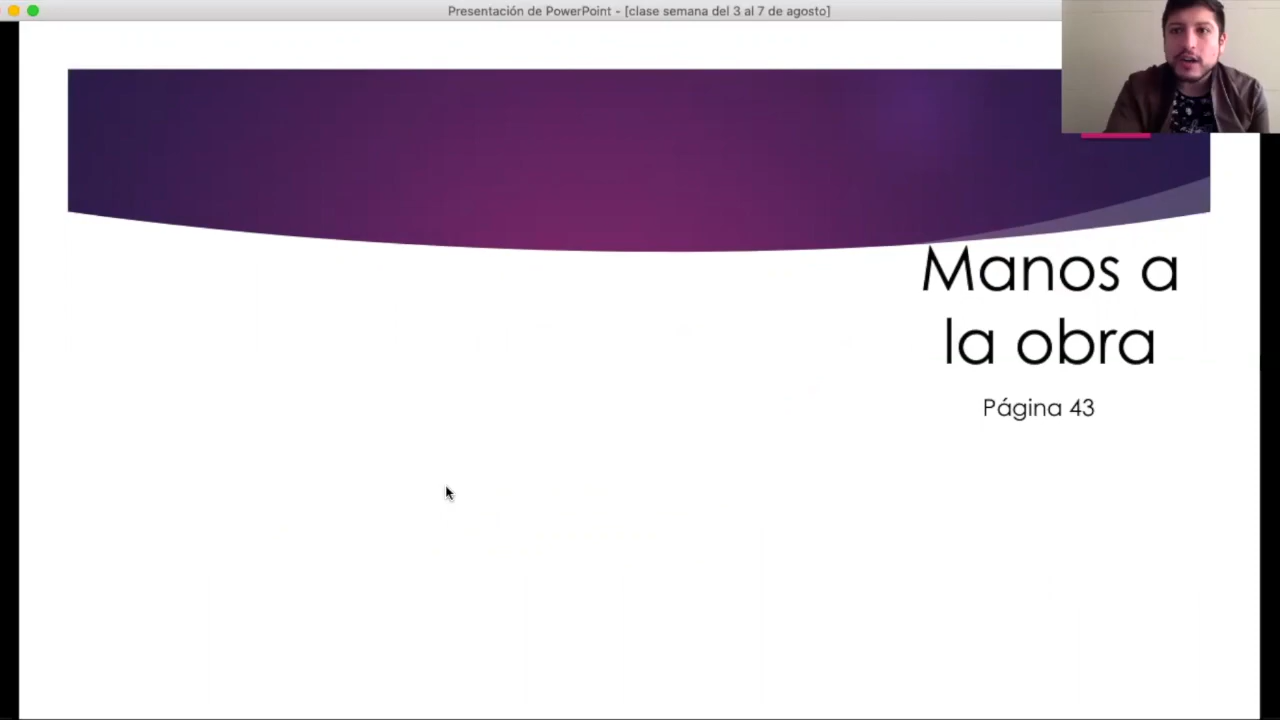 Presentación de PowerPoint - [clase semana del 3 al 7 de agosto]
Manos a
la obra
Página 43